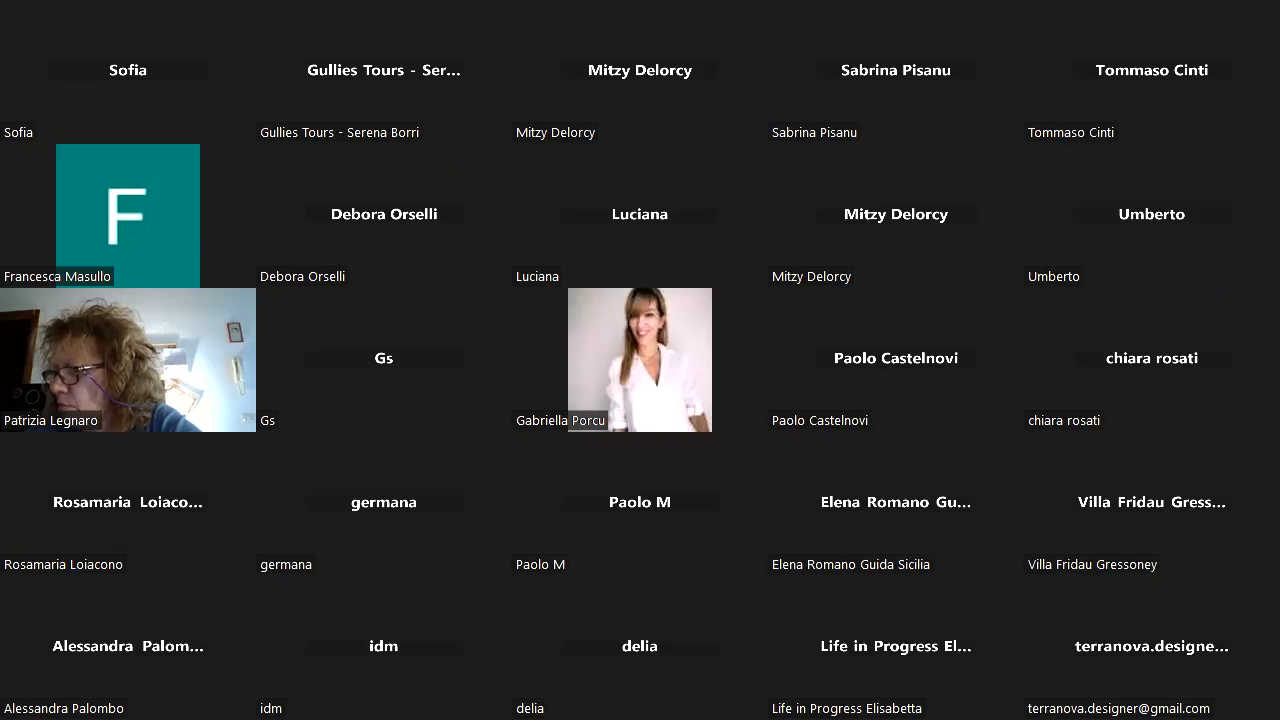 Sofia
Gullies Tours - Ser...
Mitzy Delorcy
Sabrina Pisanu
Tommaso Cinti
Sofia
Gullies Tours - Serena Borri
Mitzy Delorcy
Sabrina Pisanu
Tommaso Cinti
F
Debora Orselli
Luciana
Mitzy Delorcy
Umberto
Francesca Masullo
Debora Orselli
Luciana
Mitzy Delorcy
Umberto
Gs
Paolo Castelnovi
chiara rosati
Patrizia Legnaro
Gs
Gabriella Porcu
Paolo Castelnovi
chiara rosati
Rosamaria Loiaco...
germana
Paolo M
Elena Romano Gu...
Villa Fridau Gress...
Rosamaria Loiacono
germana
Paolo M
Elena Romano Guida Sicilia
Villa Fridau Gressoney
Alessandra Palom...
idm
delia
Life in Progress El...
terranova.designe...
Alessandra Palombo
idm
delia
Life in Progress Elisabetta
terranova.designer@gmail.com